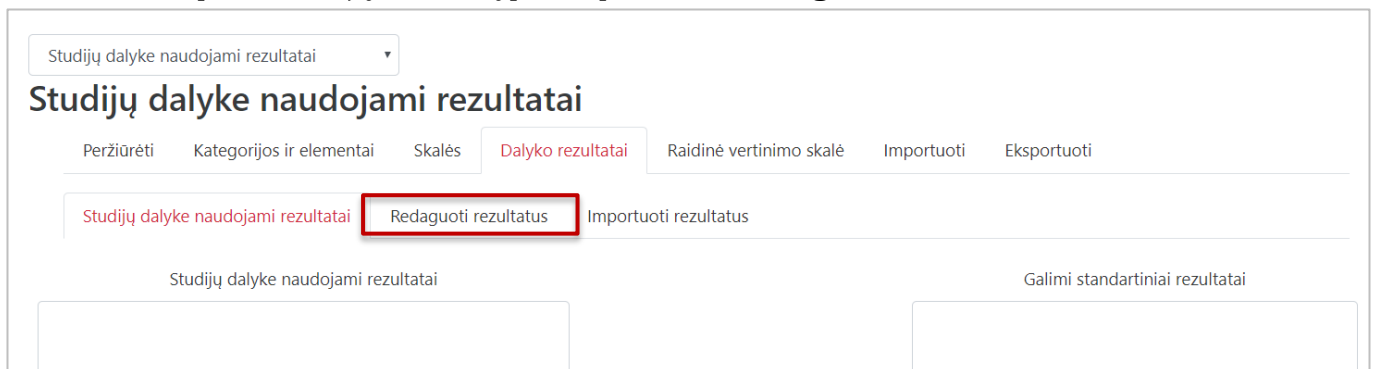 Studijų dalyke naudojami rezultatai
Studijų dalyke naudojami rezultatai
Peržiūrėti Kategorijos ir elementai Skalės Dalyko rezultatai Raidinė vertinimo skalė Importuoti Eksportuoti
Studijų dalyke naudojami rezultatai Redaguoti rezultatus Importuoti rezultatus
Studijų dalyke naudojami rezultatai Galimi standartiniai rezultatai